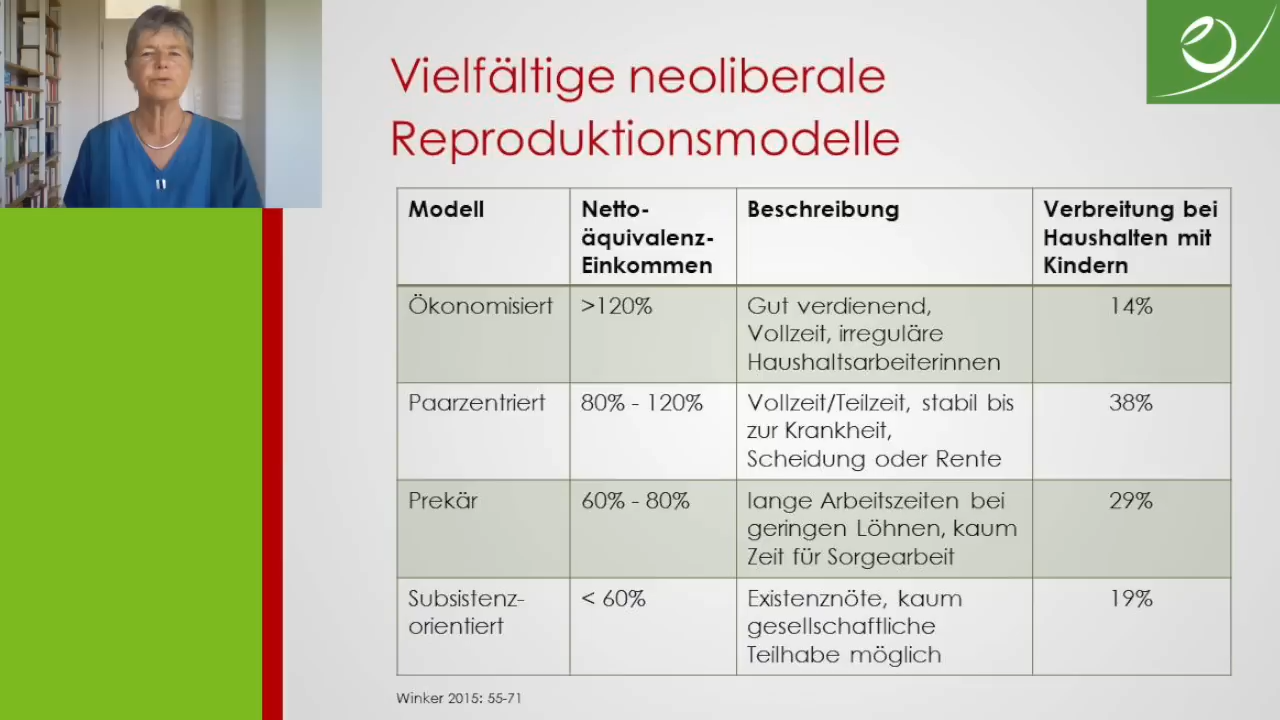 Vielfältige neoliberale
Reproduktionsmodelle
Modell
Netto-
äquivalenz-
Einkommen
Beschreibung
Verbreitung bei
Haushalten mit
Kindern
Ökonomisiert
>120%
Gut verdienend,
Vollzeit, irreguläre
Haushaltsarbeiterinnen
14%
Paarzentriert
80% - 120%
Vollzeit/Teilzeit, stabil bis
zur Krankheit,
Scheidung oder Rente
38%
Prekär
60% - 80%
lange Arbeitszeiten bei
geringen Löhnen, kaum
Zeit für Sorgearbeit
29%
Subsistenz-
orientiert
< 60%
Existenznöte, kaum
gesellschaftliche
Teilhabe möglich
19%
Winker 2015: 55-71